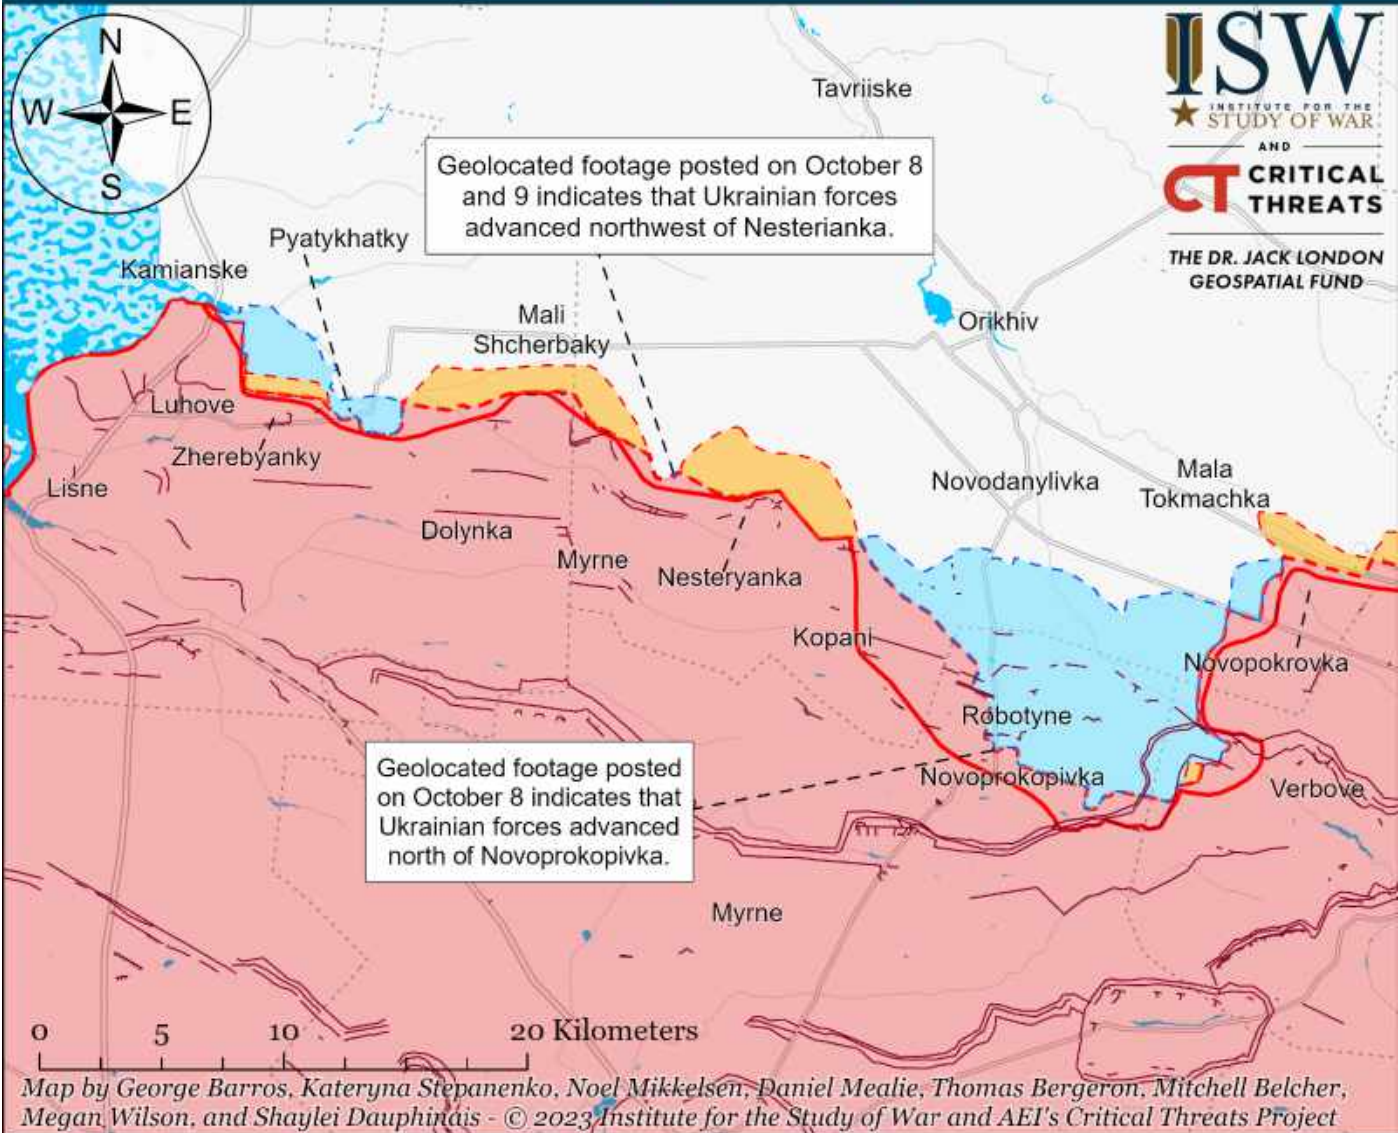 N
W E
S
ISW
INSTITUTE FOR THE
STUDY OF WAR
AND
CT CRITICAL
THREATS
THE DR. JACK LONDON
GEOSPATIAL FUND
Tavriiske
Geolocated footage posted on October 8
and 9 indicates that Ukrainian forces
advanced northwest of Nesterianka.
Pyatykhatky
Kamianske
Mali
Shcherbaky
Orikhiv
Luhove
Zherebyanky
Lisne
Novodanylivka
Mala
Tokmachka
Dolynka
Myrne
Nesteryanka
Kopani
Novopokrovka
Robotyne
Novoprokopivka
Verbove
Geolocated footage posted
on October 8 indicates that
Ukrainian forces advanced
north of Novoprokopivka.
Myrne
0 5 10 20 Kilometers
Map by George Barros, Kateryna Stepanenko, Noel Mikkelsen, Daniel Mealie, Thomas Bergeron, Mitchell Belcher,
Megan Wilson, and Shaylei Dauphinais - © 2023 Institute for the Study of War and AEI's Critical Threats Project